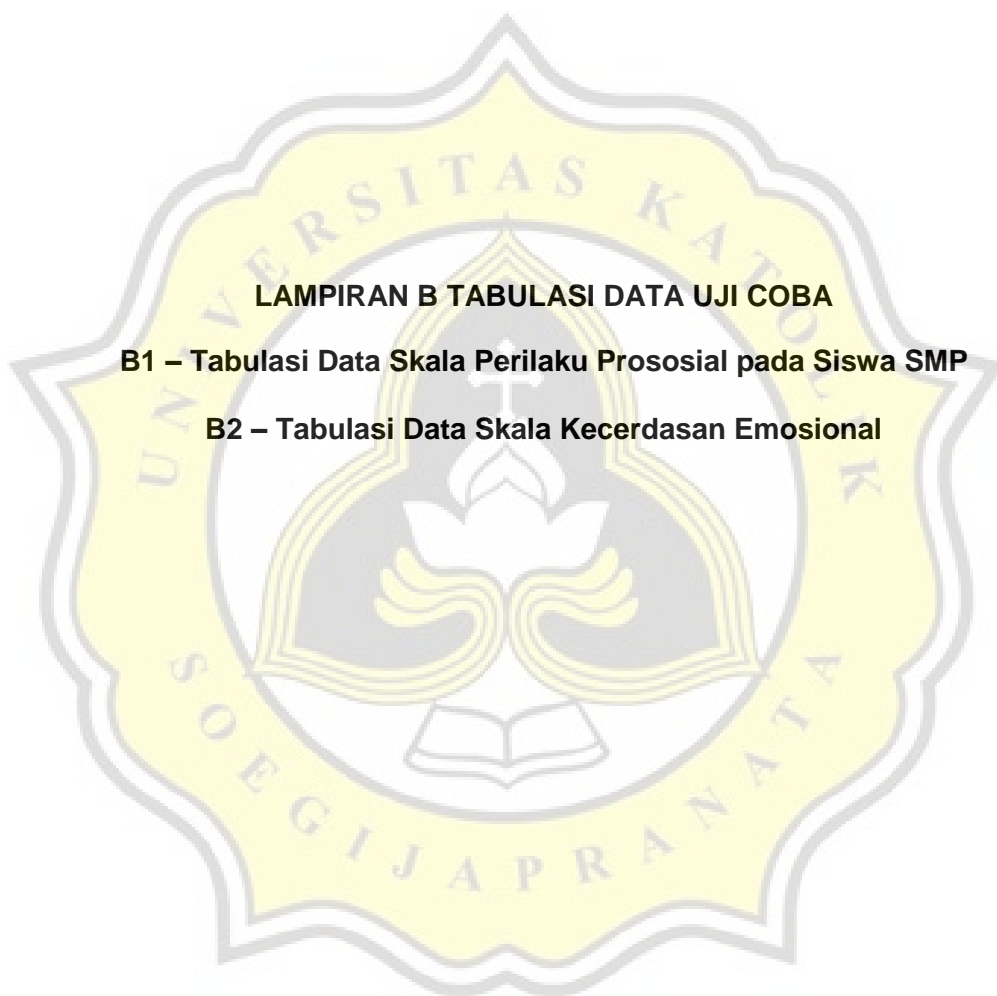 UNIVERSITAS KATOLIK
LAMPIRAN B TABULASI DATA UJI COBA
B1 – Tabulasi Data Skala Perilaku Prososial pada Siswa SMP
B2 – Tabulasi Data Skala Kecerdasan Emosional
SOEGIJAPRANATA